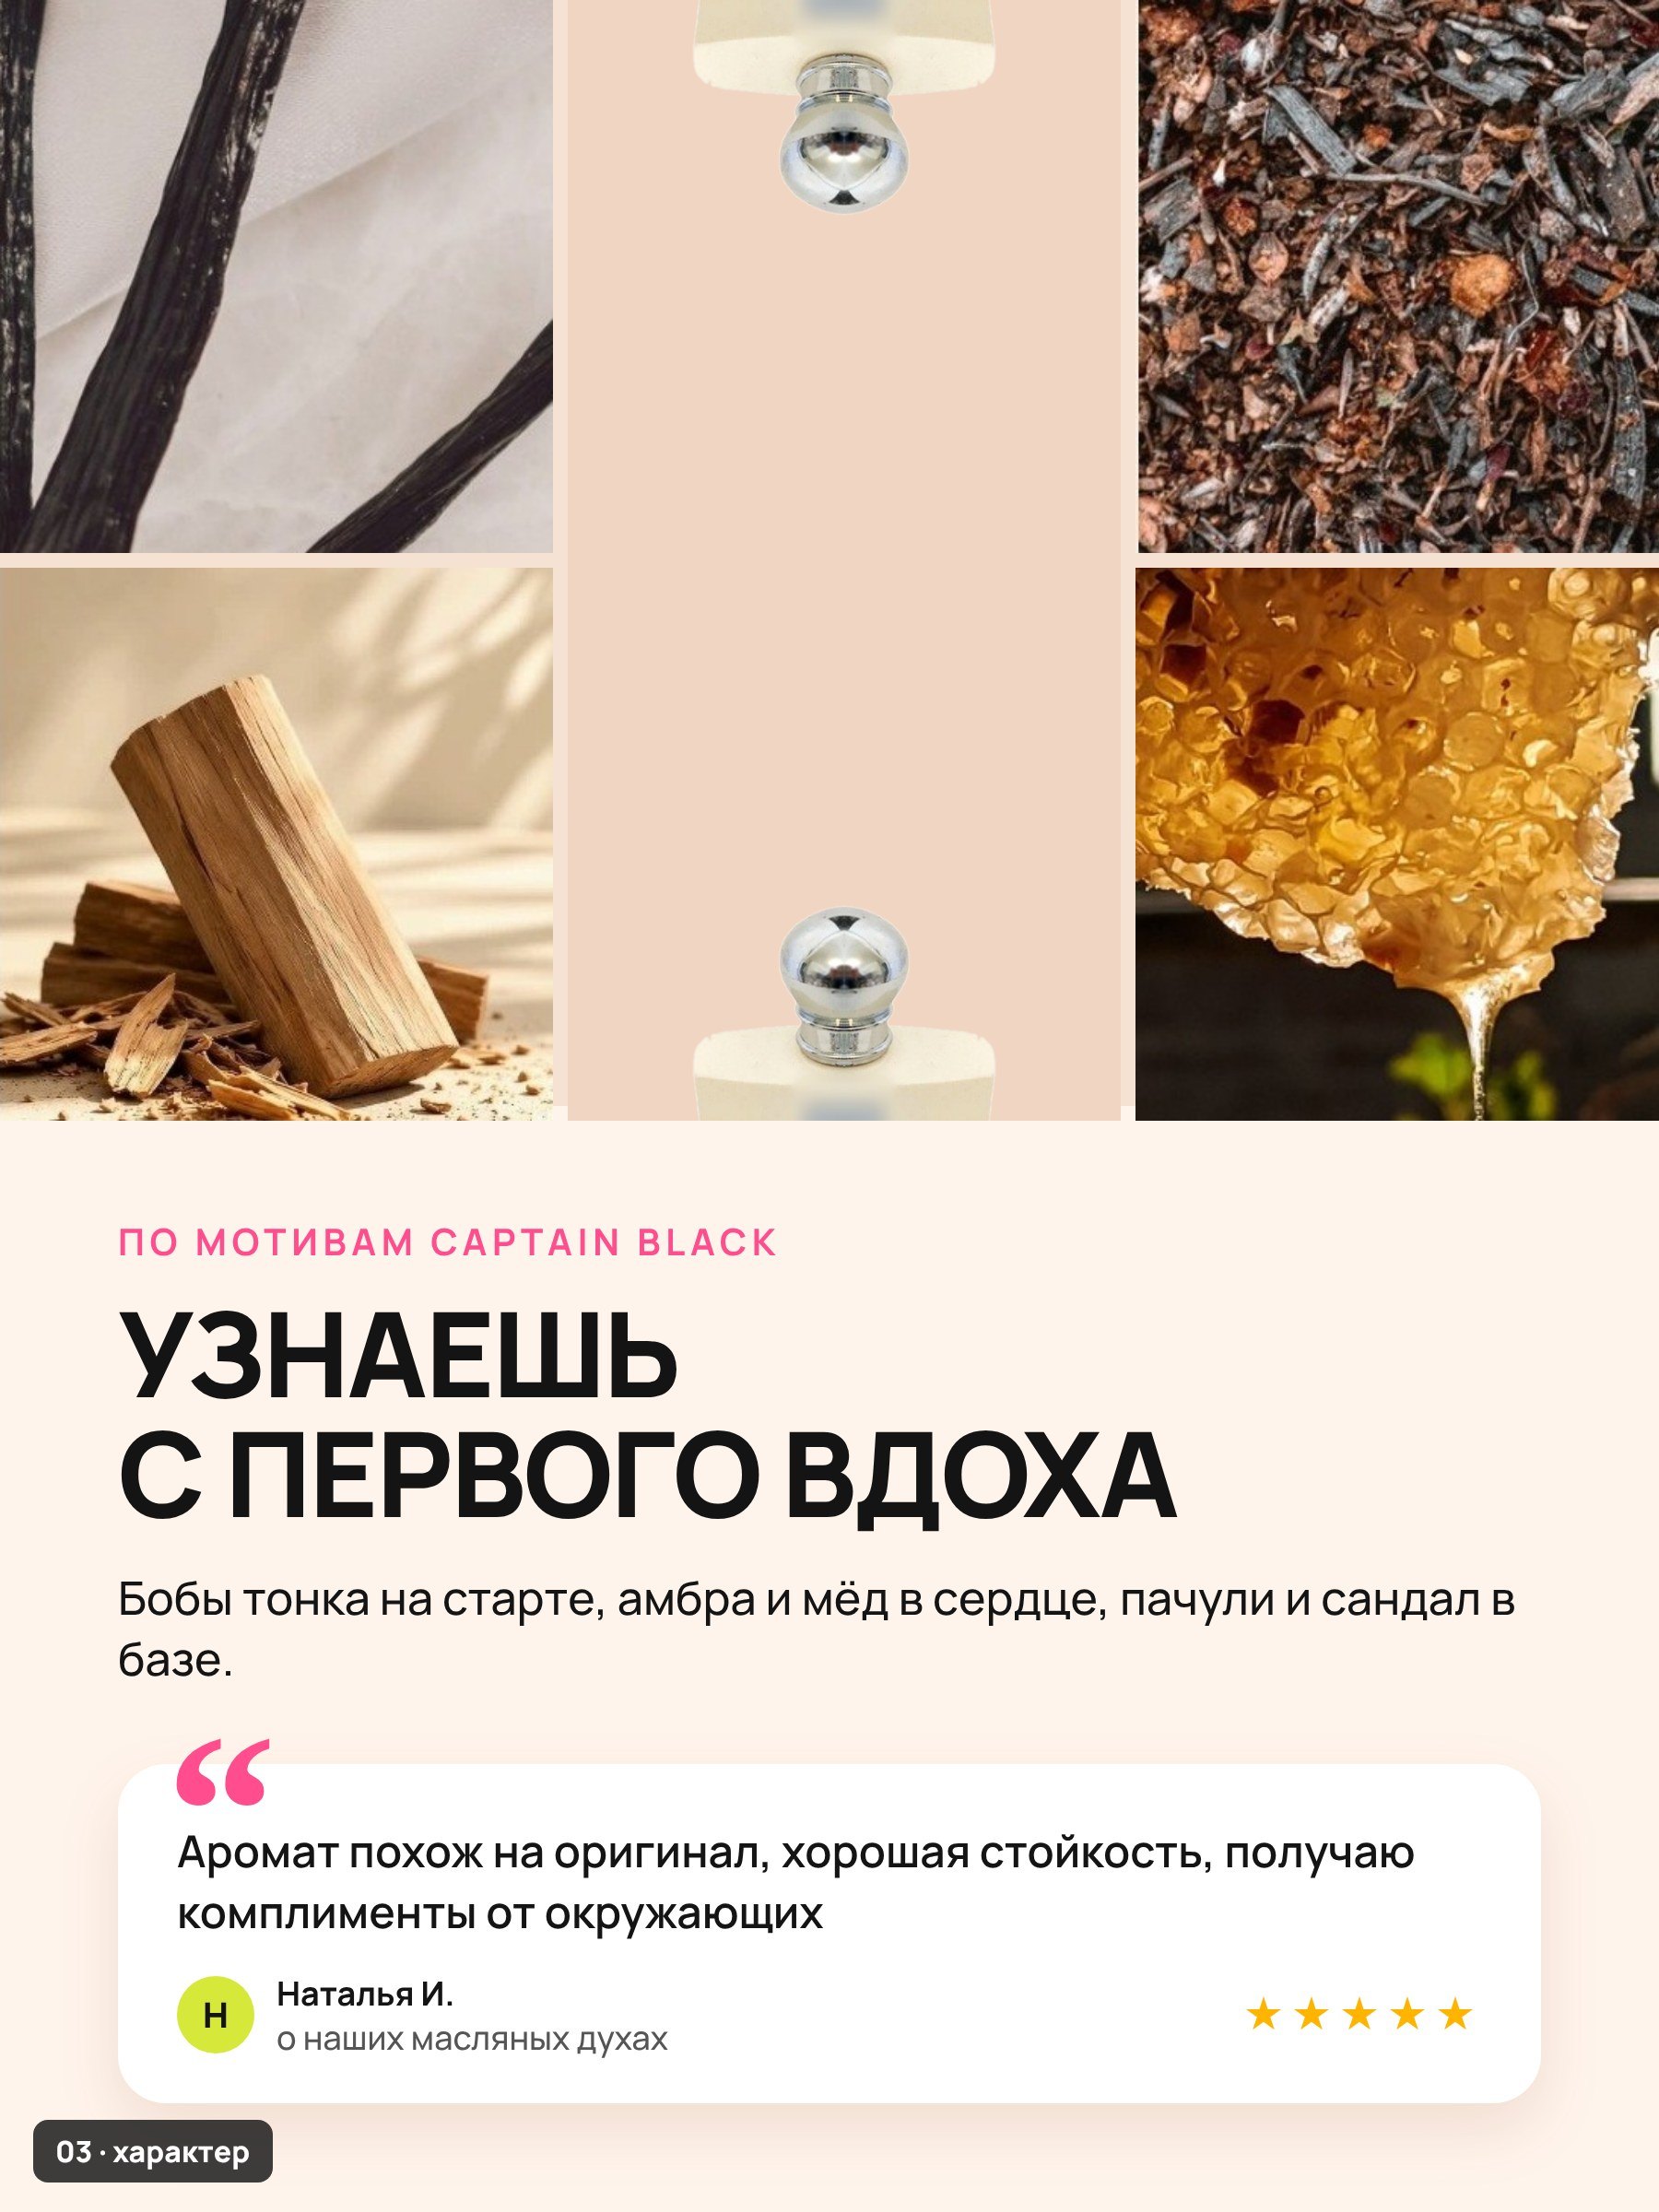 ПО МОТИВАМ CAPTAIN BLACK
УЗНАЕШЬ
С ПЕРВОГО ВДОХА
Бобы тонка на старте, амбра и мёд в сердце, пачули и сандал в
базе.
“
Аромат похож на оригинал, хорошая стойкость, получаю
комплименты от окружающих
Н
Наталья И.
о наших масляных духах
★★★★★
03 · характер